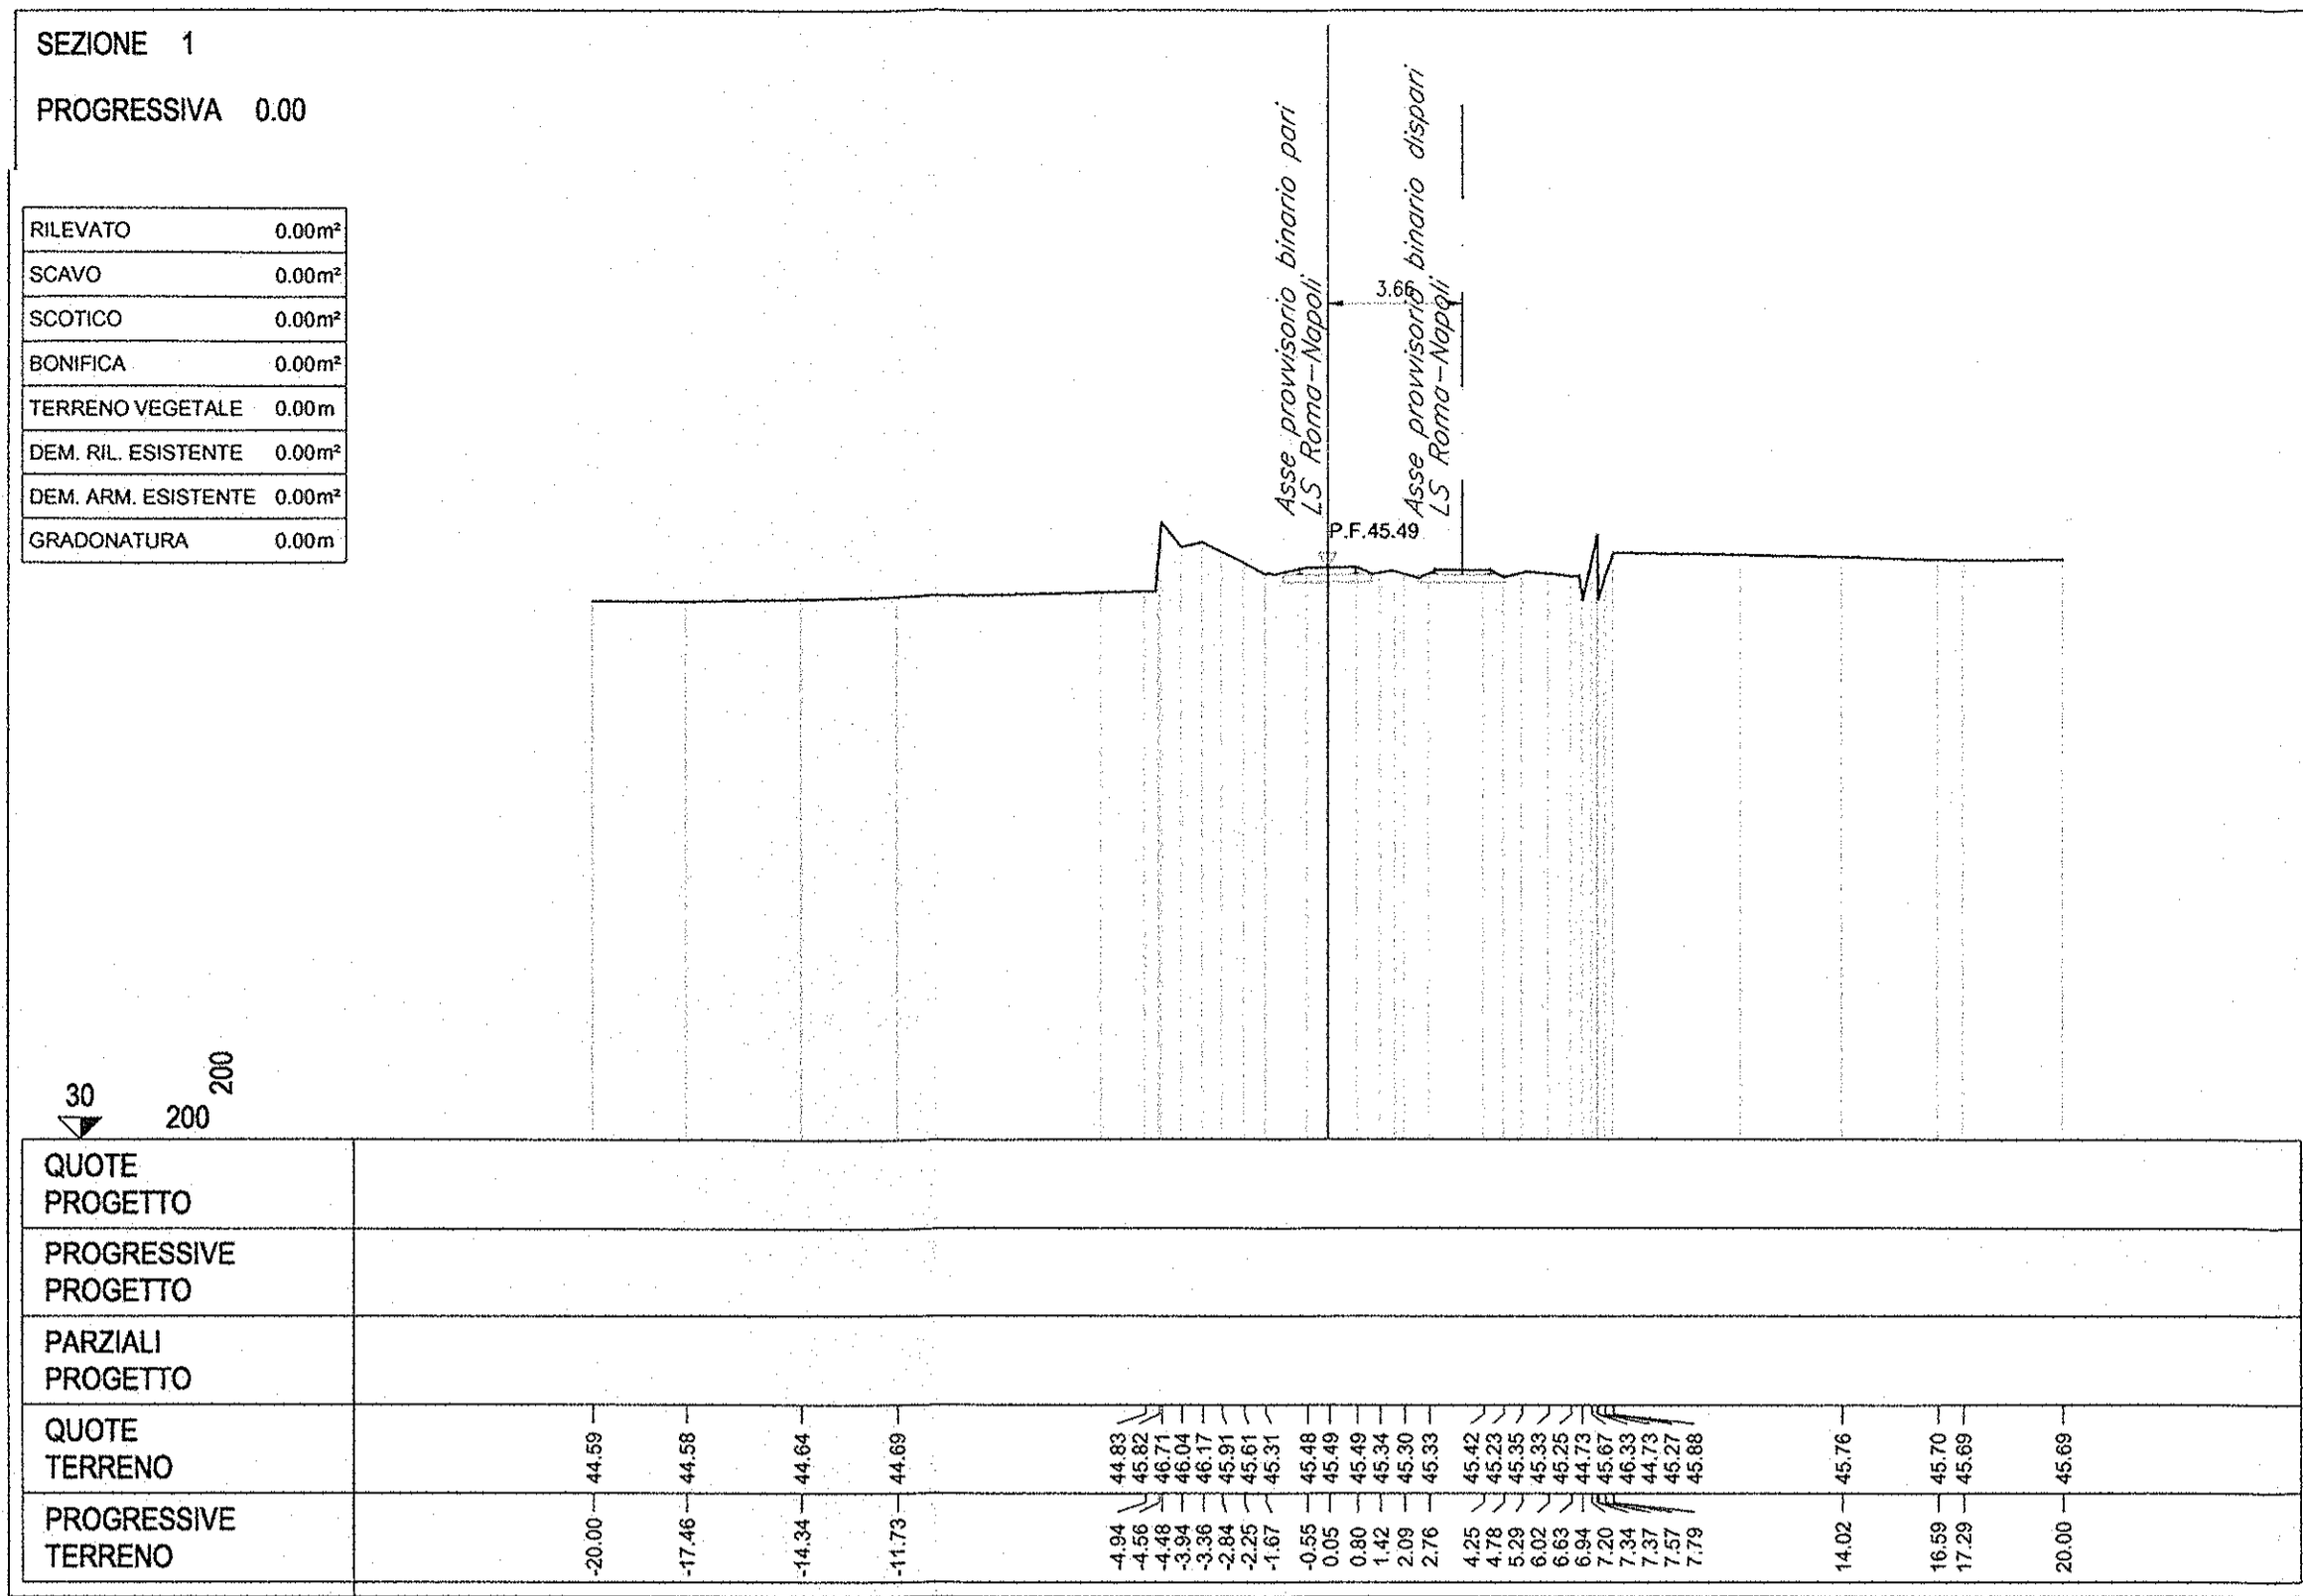 SEZIONE 1
PROGRESSIVA 0.00
RILEVATO 0.00m²
SCAVO 0.00m²
SCOTICO 0.00m²
BONIFICA 0.00m²
TERRENO VEGETALE 0.00m
DEM. RIL. ESISTENTE 0.00m²
DEM. ARM. ESISTENTE 0.00m²
GRADONATURA 0.00m
Asse provvisorio binario pari
LS Roma-Napoli
Asse provvisorio binario dispari
LS Roma-Napoli
3.66
P.F.45.49
30
200
200
QUOTE
PROGETTO
PROGRESSIVE
PROGETTO
PARZIALI
PROGETTO
QUOTE
TERRENO
44.59 44.58 44.64 44.69 44.83 45.82 46.71 46.04 46.17 45.91 45.61 45.31 45.48 45.49 45.49 45.34 45.30 45.33 45.42 45.23 45.35 45.33 45.25 44.73 45.67 46.33 44.73 45.27 45.88 45.76 45.70 45.69 45.69
PROGRESSIVE
TERRENO
-20.00 -17.46 -14.34 -11.73 -4.94 -4.56 -4.48 -3.94 -3.36 -2.84 -2.25 -1.67 -0.55 0.05 0.80 1.42 2.09 2.76 4.25 4.78 5.29 6.02 6.63 6.94 7.20 7.34 7.37 7.57 7.79 14.02 16.59 17.29 20.00